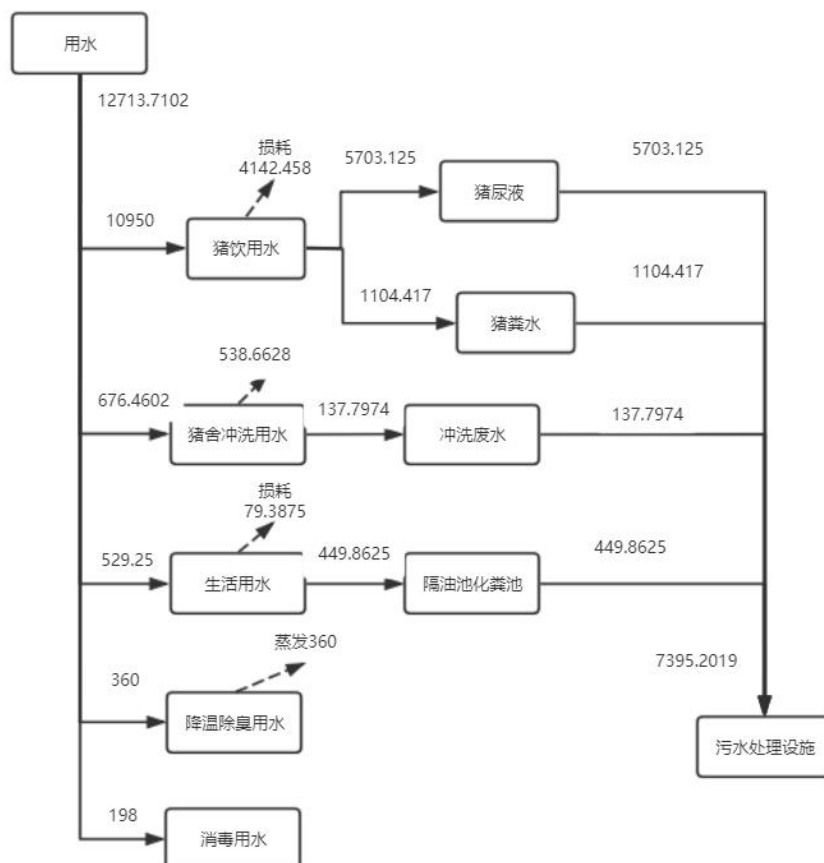 用水
12713.7102
损耗
4142.458
5703.125
猪尿液
5703.125
10950
猪饮用水
1104.417
猪粪水
1104.417
538.6628
676.4602
猪舍冲洗用水
137.7974
冲洗废水
137.7974
损耗
79.3875
529.25
生活用水
449.8625
隔油池化粪池
449.8625
蒸发360
360
降温除臭用水
7395.2019
污水处理设施
198
消毒用水